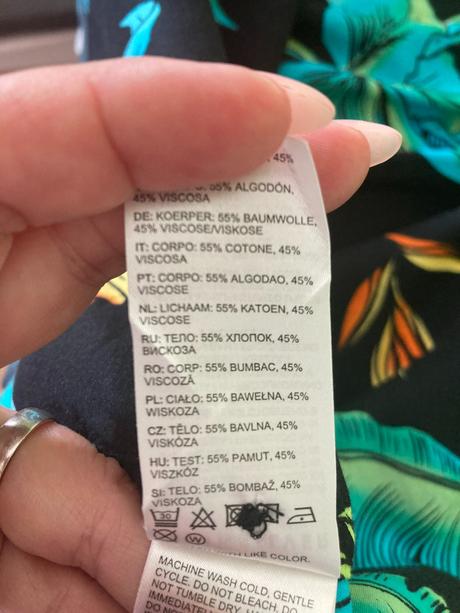 45%
55% ALGODÓN,
45% VISCOSA
DE: KOERPER: 55% BAUMWOLLE,
45% VISCOSE/VISKOSE
IT: CORPO: 55% COTONE, 45%
VISCOSA
PT: CORPO: 55% ALGODAO, 45%
VISCOSE
NL: LICHAAM: 55% KATOEN, 45%
VISCOSE
RU: ТЕЛО: 55% ХЛОПОК, 45%
ВИСКОЗА
RO: CORP: 55% BUMBAC, 45%
VISCOZĂ
PL: CIAŁO: 55% BAWEŁNA, 45%
WISKOZA
CZ: TĚLO: 55% BAVLNA, 45%
VISKÓZA
HU: TEST: 55% PAMUT, 45%
VISZKÓZ
SI: TELO: 55% BOMBAŽ, 45%
VISKOZA
30
W
LIKE COLOR.
MACHINE WASH COLD, GENTLE
CYCLE. DO NOT BLEACH. DO
NOT TUMBLE DRY.
IMMEDIATELY